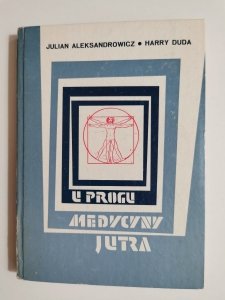 JULIAN ALEKSANDROWICZ • HARRY DUDA
U PROGU
MEDYCYNY
JUTRA